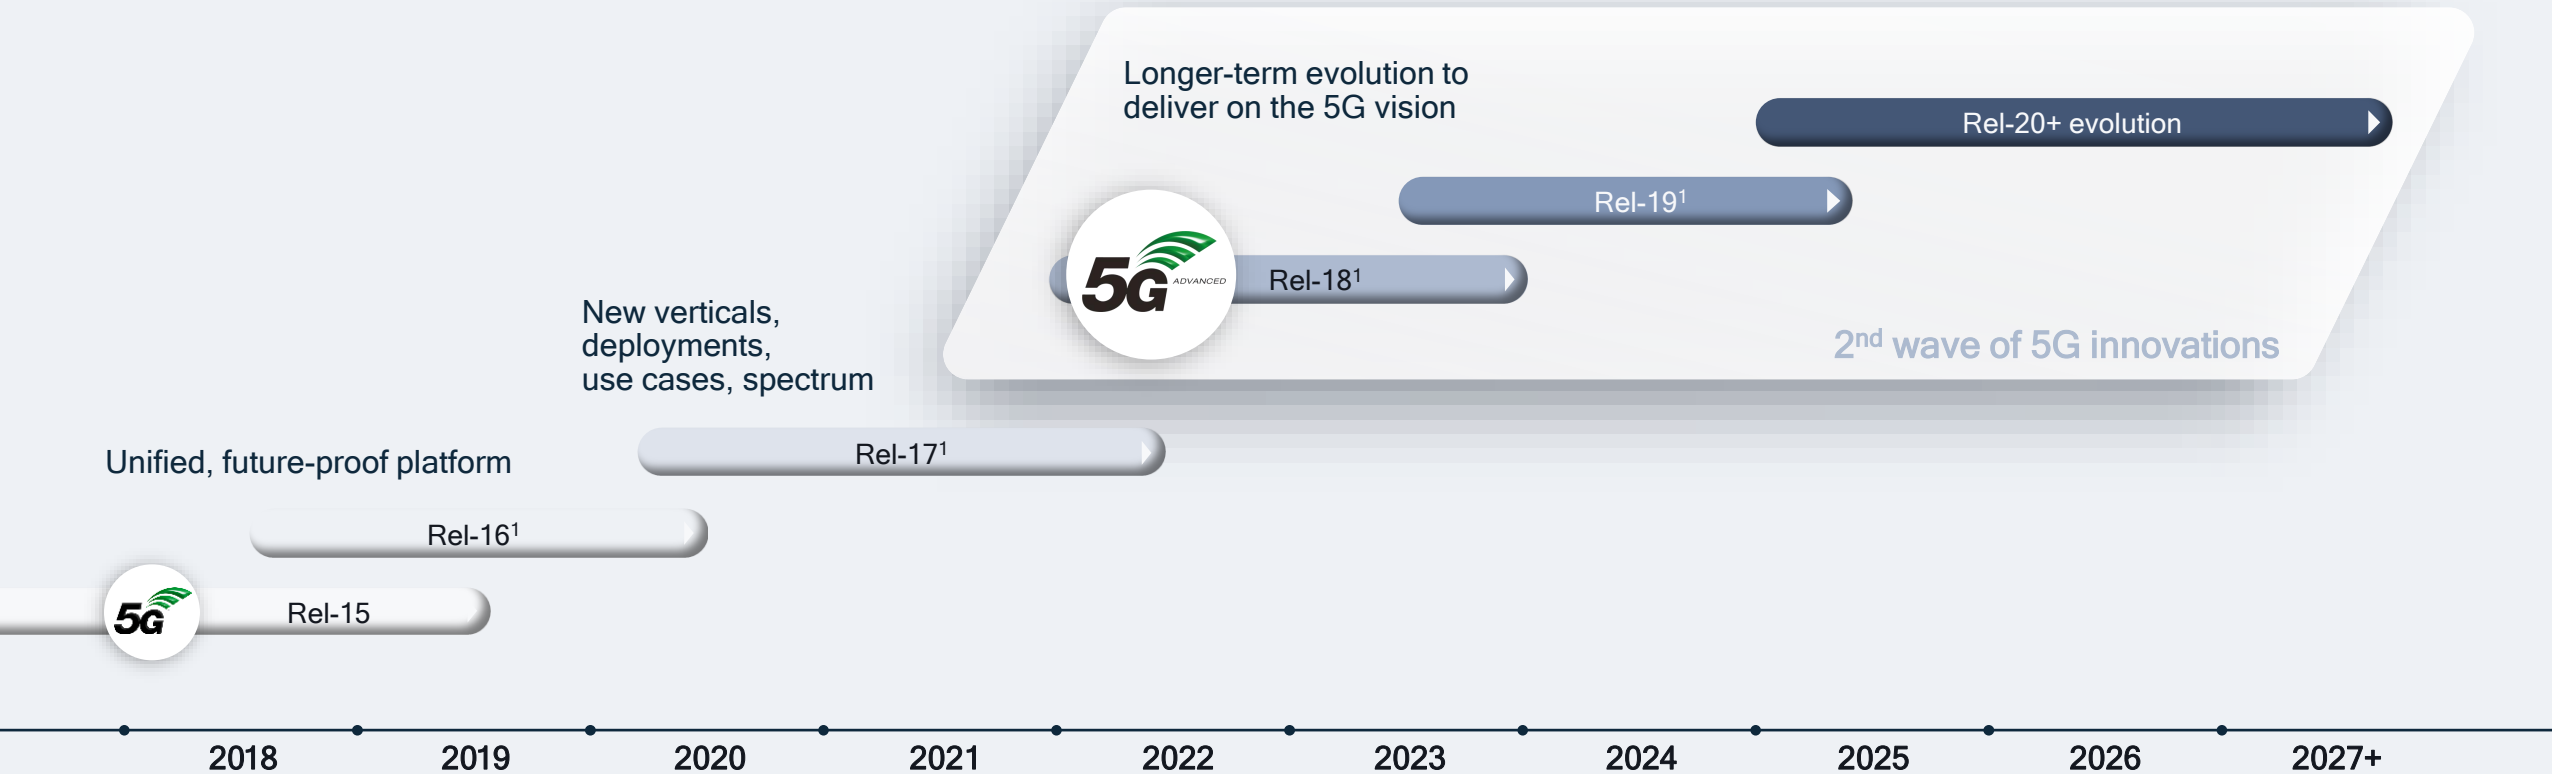 Longer-term evolution to
deliver on the 5G vision
Rel-20+ evolution
Rel-19¹
5G ADVANCED
Rel-18¹
2nd wave of 5G innovations
New verticals,
deployments,
use cases, spectrum
Rel-17¹
Unified, future-proof platform
Rel-16¹
5G
Rel-15
2018 2019 2020 2021 2022 2023 2024 2025 2026 2027+